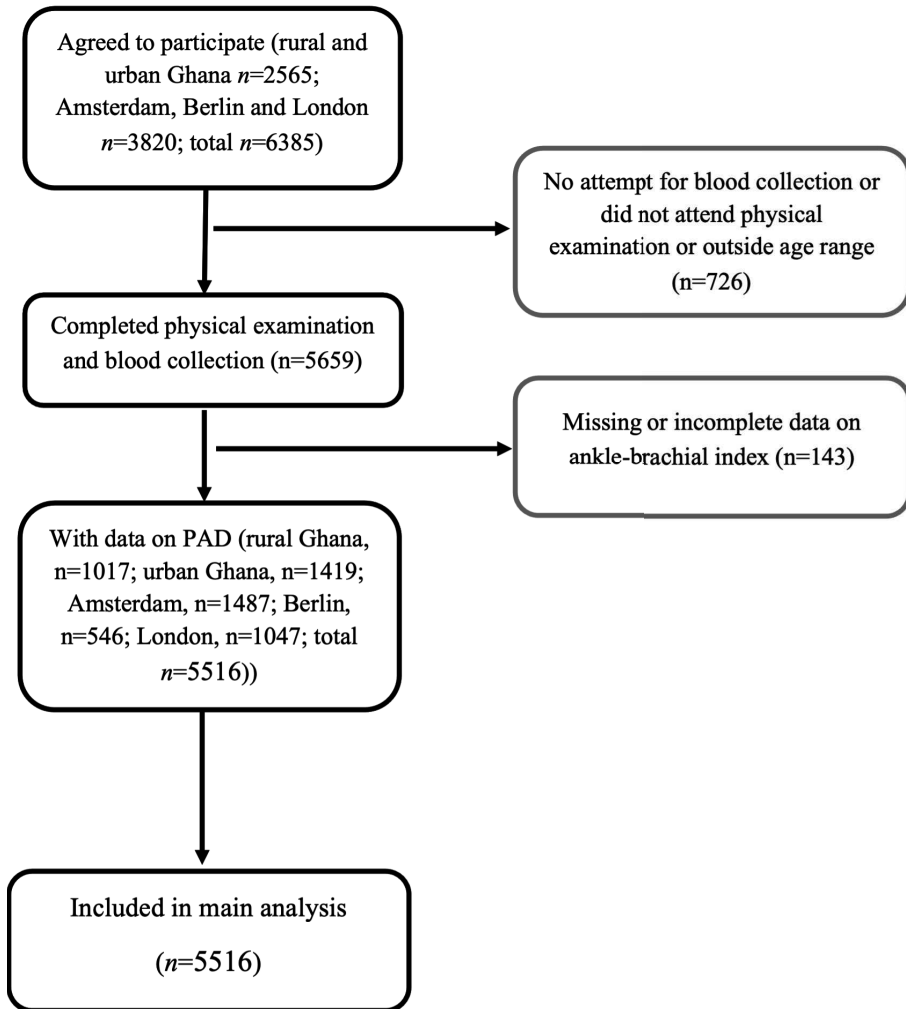 Agreed to participate (rural and
urban Ghana n=2565;
Amsterdam, Berlin and London
n=3820; total n=6385)
No attempt for blood collection or
did not attend physical
examination or outside age range
(n=726)
Completed physical examination
and blood collection (n=5659)
Missing or incomplete data on
ankle-brachial index (n=143)
With data on PAD (rural Ghana,
n=1017; urban Ghana, n=1419;
Amsterdam, n=1487; Berlin,
n=546; London, n=1047; total
n=5516))
Included in main analysis
(n=5516)